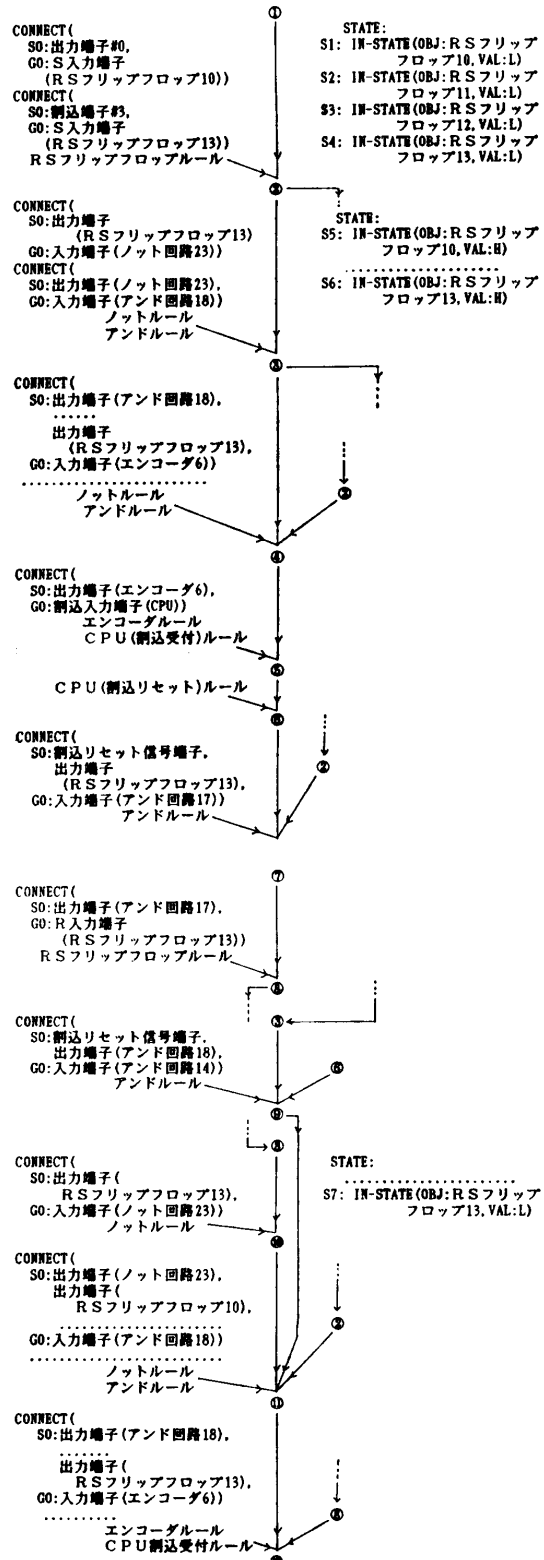 ①
CONNECT(
SO:出力端子#0,
GO:S入力端子
(RSフリップフロップ10))
CONNECT(
SO:割込端子#3,
GO:S入力端子
(RSフリップフロップ13))
RSフリップフロップルール
STATE:
S1: IN-STATE(OBJ:RSフリップ
フロップ10,VAL:L)
S2: IN-STATE(OBJ:RSフリップ
フロップ11,VAL:L)
S3: IN-STATE(OBJ:RSフリップ
フロップ12,VAL:L)
S4: IN-STATE(OBJ:RSフリップ
フロップ13,VAL:L)
②
CONNECT(
SO:出力端子
(RSフリップフロップ13)
GO:入力端子(ノット回路23))
CONNECT(
SO:出力端子(ノット回路23),
GO:入力端子(アンド回路18))
ノットルール
アンドルール
STATE:
S5: IN-STATE(OBJ:RSフリップ
フロップ10,VAL:H)
..............
S6: IN-STATE(OBJ:RSフリップ
フロップ13,VAL:H)
③
CONNECT(
SO:出力端子(アンド回路18),
......
出力端子
(RSフリップフロップ13),
GO:入力端子(エンコーダ6))
......................
ノットルール
アンドルール
②
④
CONNECT(
SO:出力端子(エンコーダ6),
GO:割込入力端子(CPU))
エンコーダルール
CPU(割込受付)ルール
⑤
CPU(割込リセット)ルール
⑥
CONNECT(
SO:割込リセット信号端子,
出力端子
(RSフリップフロップ13),
GO:入力端子(アンド回路17))
アンドルール
②
⑦
CONNECT(
SO:出力端子(アンド回路17),
GO:R入力端子
(RSフリップフロップ13))
RSフリップフロップルール
⑧
③
CONNECT(
SO:割込リセット信号端子,
出力端子(アンド回路18),
GO:入力端子(アンド回路14))
アンドルール
⑥
⑨
⑧
CONNECT(
SO:出力端子(
RSフリップフロップ13),
GO:入力端子(ノット回路23))
ノットルール
STATE:
..................
S7: IN-STATE(OBJ:RSフリップ
フロップ13,VAL:L)
⑩
CONNECT(
SO:出力端子(ノット回路23),
出力端子(
RSフリップフロップ10),
..................
GO:入力端子(アンド回路18))
......................
ノットルール
アンドルール
②
⑪
CONNECT(
SO:出力端子(アンド回路18),
.......
出力端子(
RSフリップフロップ13),
GO:入力端子(エンコーダ6))
..........
エンコーダルール
CPU割込受付ルール